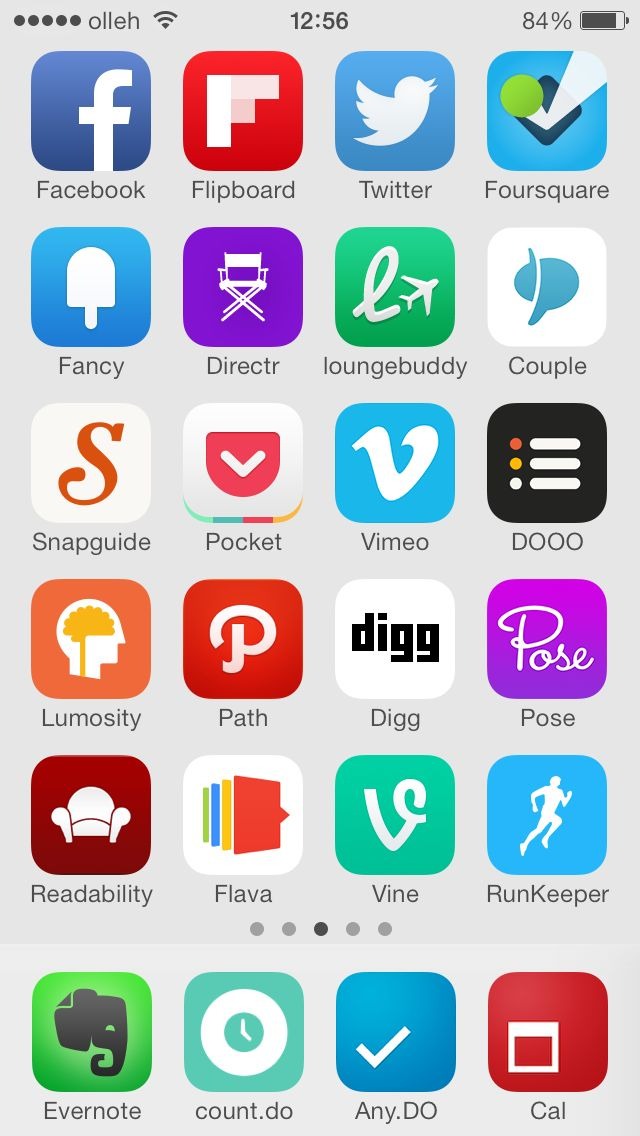 olleh 12:56 84%
Facebook Flipboard Twitter Foursquare
Fancy Directr loungebuddy Couple
Snapguide Pocket Vimeo DOOO
digg Pose
Lumosity Path Digg Pose
Readability Flava Vine RunKeeper
Evernote count.do Any.DO Cal